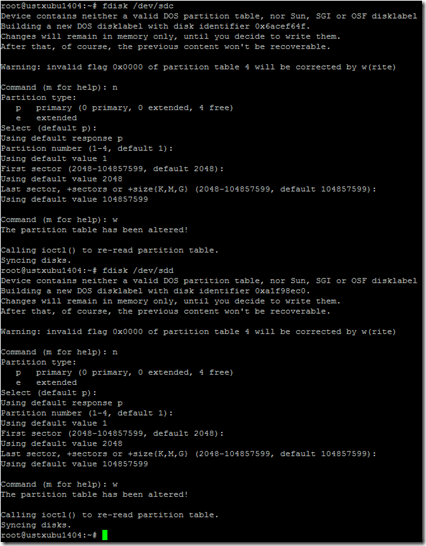 root@ustxubu1404:~# fdisk /dev/sdc
Device contains neither a valid DOS partition table, nor Sun, SGI or OSF disklabel
Building a new DOS disklabel with disk identifier 0x6acef64f.
Changes will remain in memory only, until you decide to write them.
After that, of course, the previous content won't be recoverable.

Warning: invalid flag 0x0000 of partition table 4 will be corrected by w(rite)

Command (m for help): n
Partition type:
   p   primary (0 primary, 0 extended, 4 free)
   e   extended
Select (default p):
Using default response p
Partition number (1-4, default 1):
Using default value 1
First sector (2048-104857599, default 2048):
Using default value 2048
Last sector, +sectors or +size{K,M,G} (2048-104857599, default 104857599):
Using default value 104857599

Command (m for help): w
The partition table has been altered!

Calling ioctl() to re-read partition table.
Syncing disks.
root@ustxubu1404:~# fdisk /dev/sdd
Device contains neither a valid DOS partition table, nor Sun, SGI or OSF disklabel
Building a new DOS disklabel with disk identifier 0xa1f98ec0.
Changes will remain in memory only, until you decide to write them.
After that, of course, the previous content won't be recoverable.

Warning: invalid flag 0x0000 of partition table 4 will be corrected by w(rite)

Command (m for help): n
Partition type:
   p   primary (0 primary, 0 extended, 4 free)
   e   extended
Select (default p):
Using default response p
Partition number (1-4, default 1):
Using default value 1
First sector (2048-104857599, default 2048):
Using default value 2048
Last sector, +sectors or +size{K,M,G} (2048-104857599, default 104857599):
Using default value 104857599

Command (m for help): w
The partition table has been altered!

Calling ioctl() to re-read partition table.
Syncing disks.
root@ustxubu1404:~#